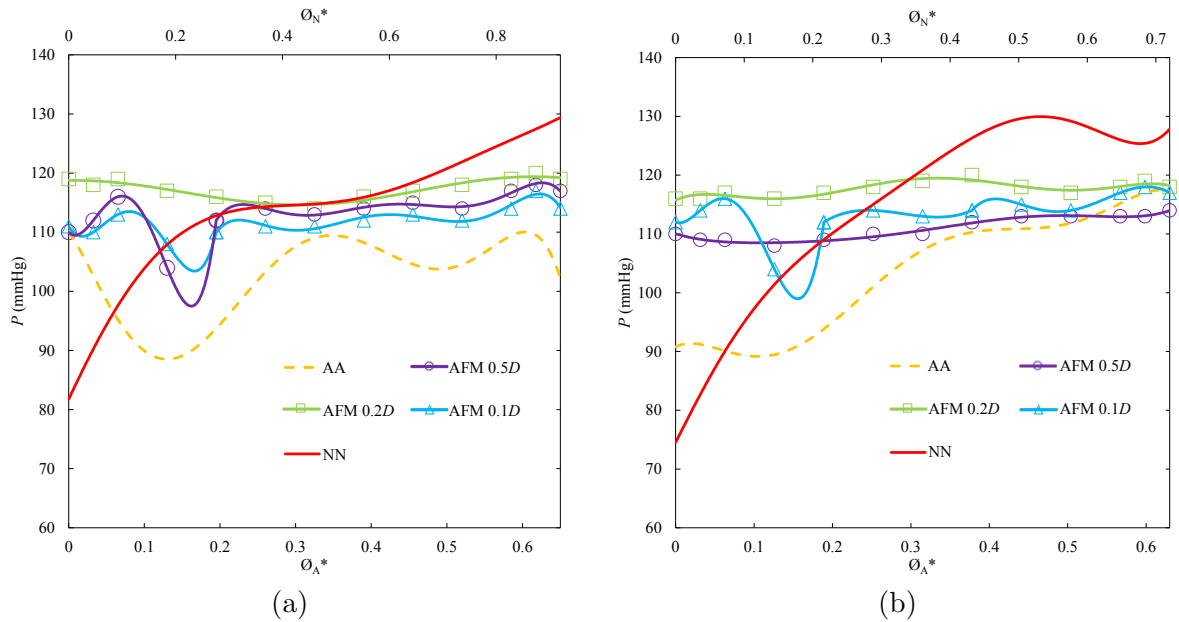 Ø_N*
0 0.2 0.4 0.6 0.8
140
130
120
110
100
90
80
70
60
P (mmHg)
AA
AFM 0.5D
AFM 0.2D
AFM 0.1D
NN
0 0.1 0.2 0.3 0.4 0.5 0.6
Ø_A*
(a)
Ø_N*
0 0.1 0.2 0.3 0.4 0.5 0.6 0.7
140
130
120
110
100
90
80
70
60
P (mmHg)
AA
AFM 0.5D
AFM 0.2D
AFM 0.1D
NN
0 0.1 0.2 0.3 0.4 0.5 0.6
Ø_A*
(b)